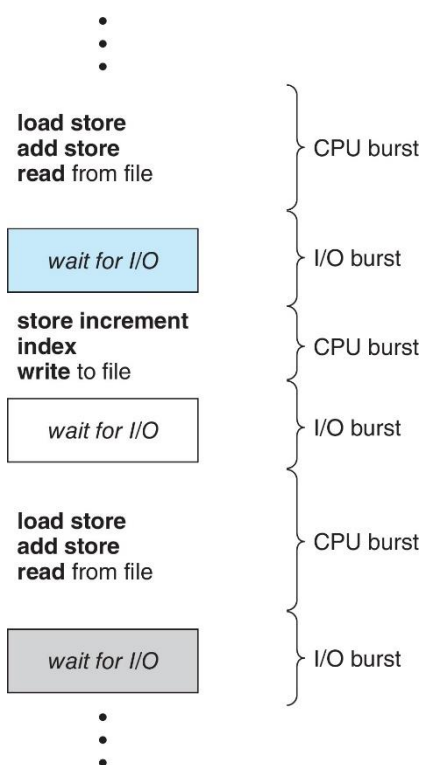 load store
add store
read from file
CPU burst
wait for I/O
I/O burst
store increment
index
write to file
CPU burst
wait for I/O
I/O burst
load store
add store
read from file
CPU burst
wait for I/O
I/O burst